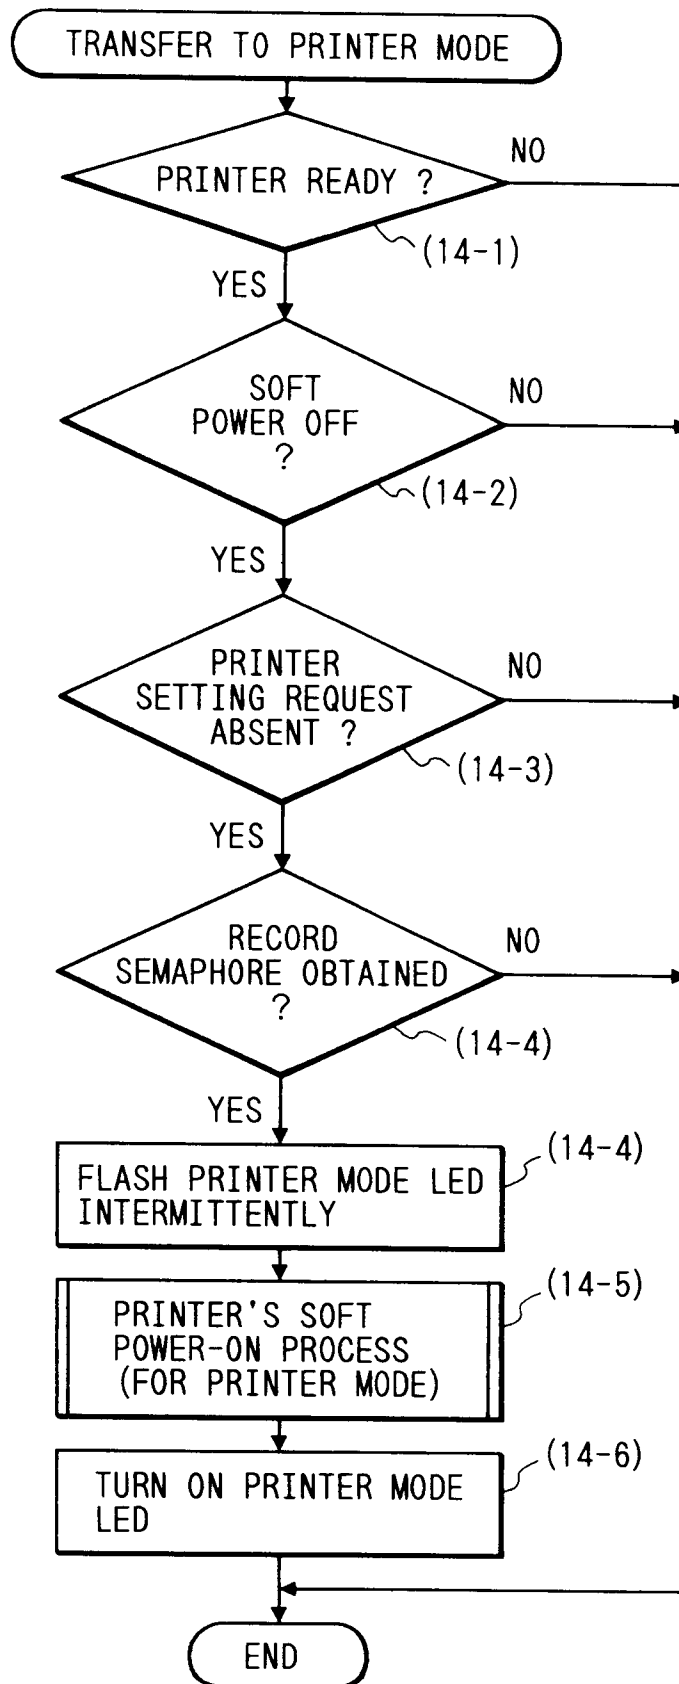 TRANSFER TO PRINTER MODE
PRINTER READY ?
NO
(14-1)
YES
SOFT
POWER OFF
?
NO
(14-2)
YES
PRINTER
SETTING REQUEST
ABSENT ?
NO
(14-3)
YES
RECORD
SEMAPHORE OBTAINED
?
NO
(14-4)
YES
(14-4)
FLASH PRINTER MODE LED
INTERMITTENTLY
(14-5)
PRINTER'S SOFT
POWER-ON PROCESS
(FOR PRINTER MODE)
(14-6)
TURN ON PRINTER MODE
LED
END